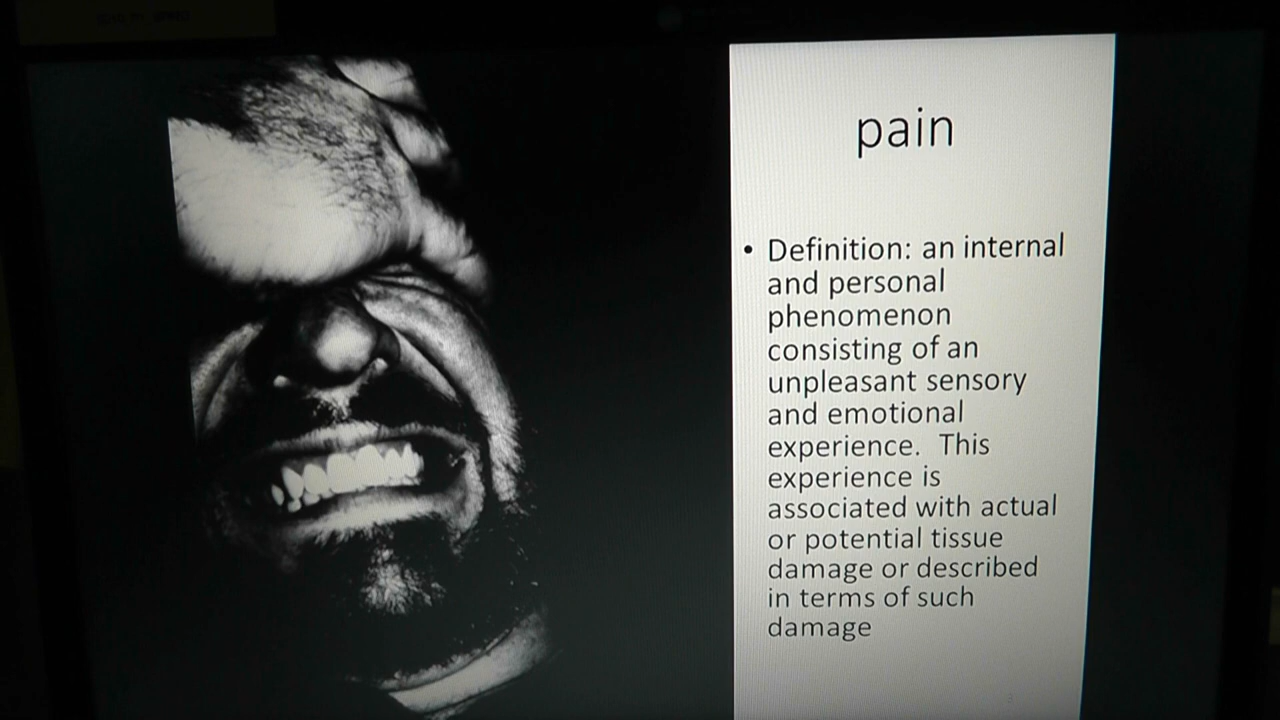 pain
• Definition: an internal
and personal
phenomenon
consisting of an
unpleasant sensory
and emotional
experience.  This
experience is
associated with actual
or potential tissue
damage or described
in terms of such
damage